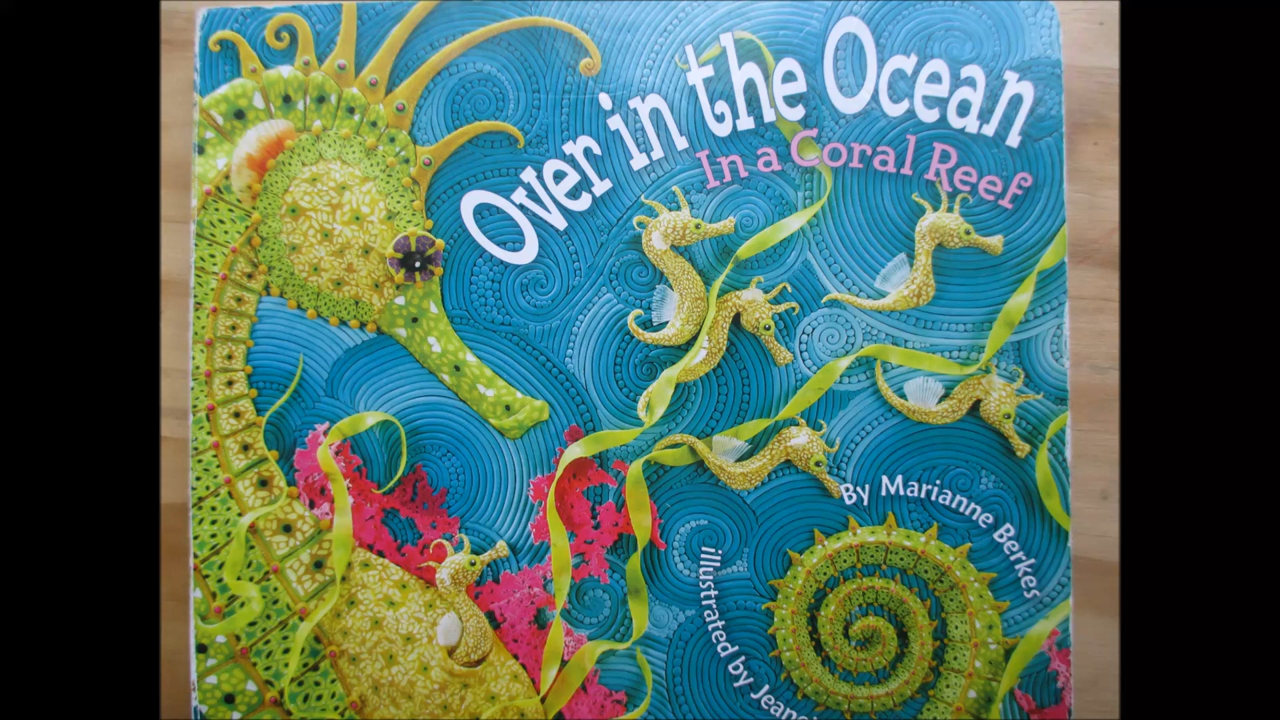 Over in the Ocean
In a Coral Reef
By Marianne Berkes
illustrated by